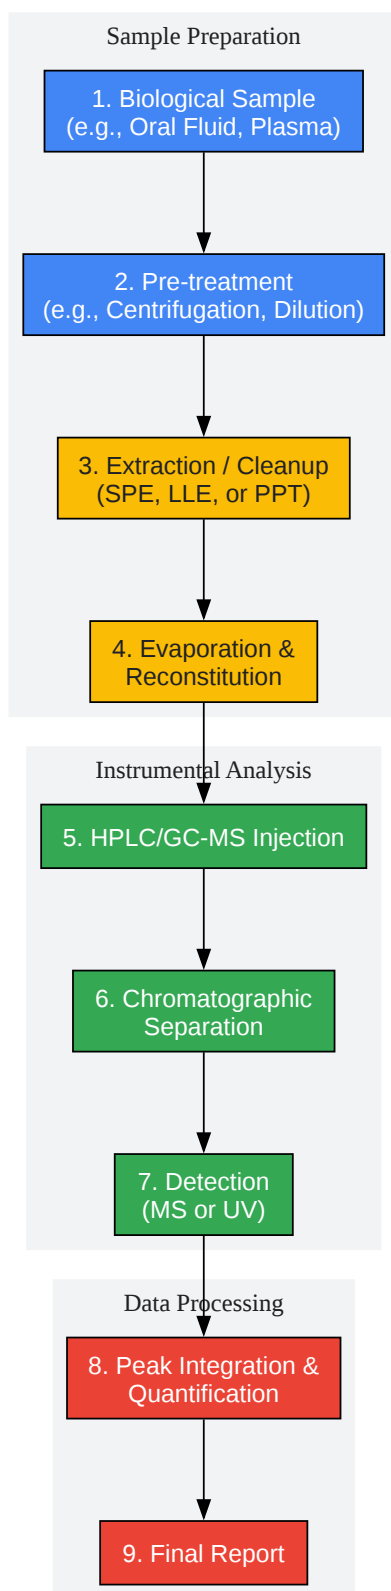 Sample Preparation
1. Biological Sample
(e.g., Oral Fluid, Plasma)
2. Pre-treatment
(e.g., Centrifugation, Dilution)
3. Extraction / Cleanup
(SPE, LLE, or PPT)
4. Evaporation &
Reconstitution
Instrumental Analysis
5. HPLC/GC-MS Injection
6. Chromatographic
Separation
7. Detection
(MS or UV)
Data Processing
8. Peak Integration &
Quantification
9. Final Report